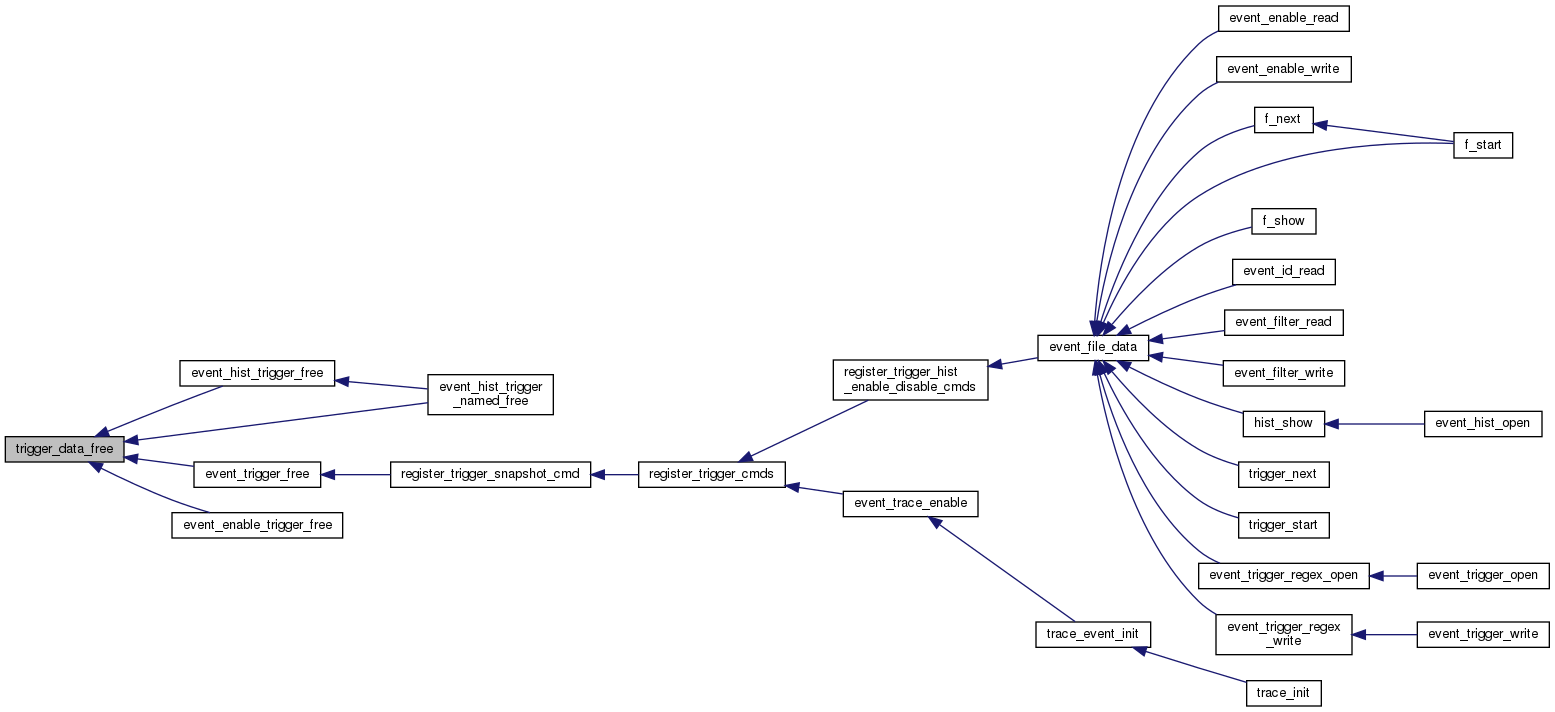 event_enable_read
event_enable_write
f_next
f_start
f_show
event_id_read
event_filter_read
event_file_data
event_hist_trigger_free
register_trigger_hist
_enable_disable_cmds
event_filter_write
event_hist_trigger
_named_free
hist_show
event_hist_open
trigger_data_free
event_trigger_free
register_trigger_snapshot_cmd
register_trigger_cmds
trigger_next
event_trace_enable
event_enable_trigger_free
trigger_start
event_trigger_regex_open
event_trigger_open
trace_event_init
event_trigger_regex
_write
event_trigger_write
trace_init